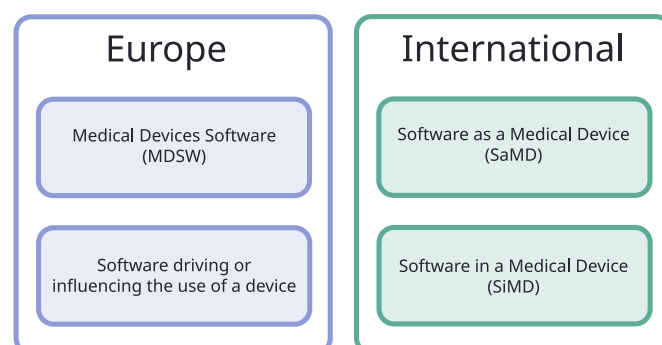 Europe
Medical Devices Software
(MDSW)
Software driving or
influencing the use of a device
International
Software as a Medical Device
(SaMD)
Software in a Medical Device
(SiMD)